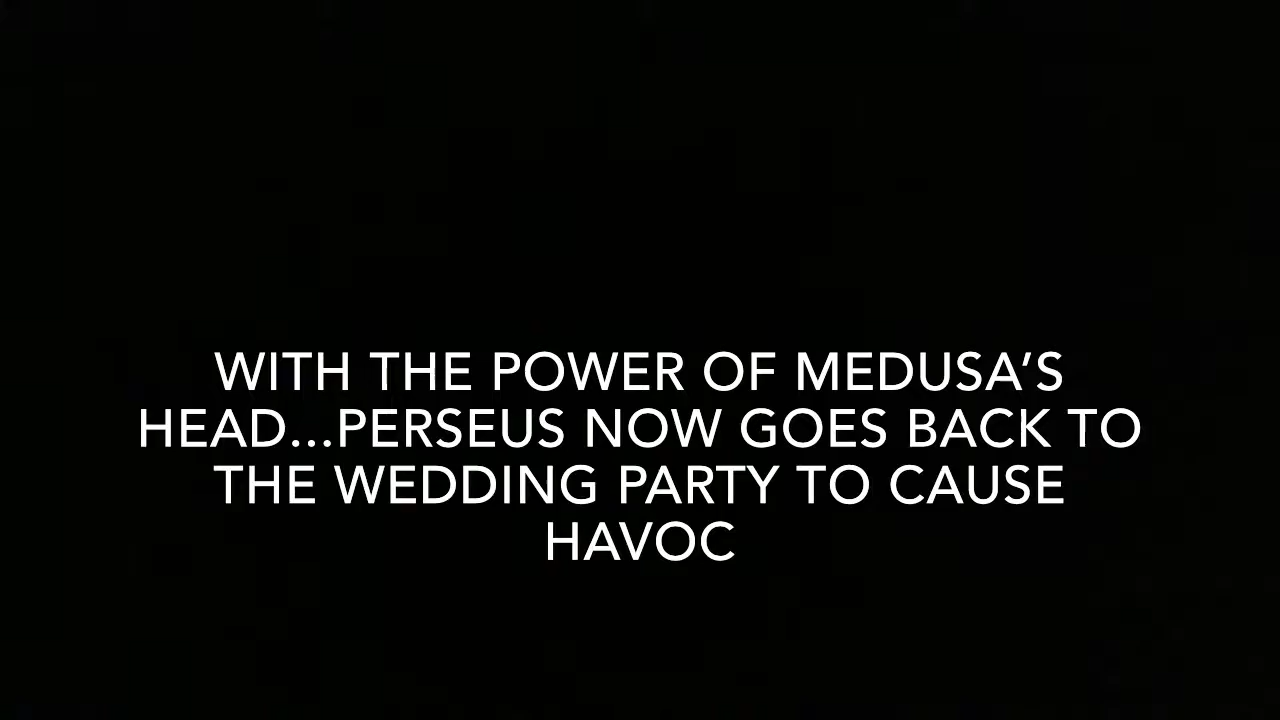 WITH THE POWER OF MEDUSA’S
HEAD...PERSEUS NOW GOES BACK TO
THE WEDDING PARTY TO CAUSE
HAVOC